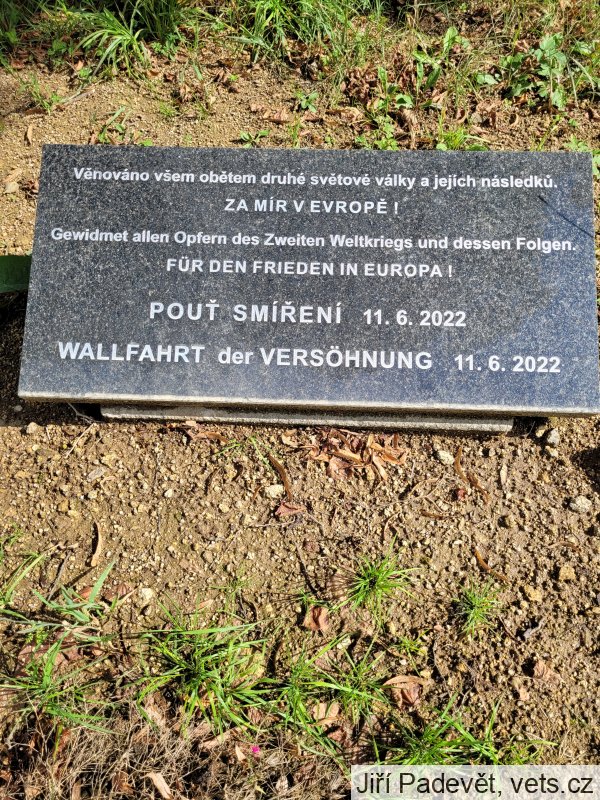 Věnováno všem obětem druhé světové války a jejich následků.
ZA MÍR V EVROPĚ !
Gewidmet allen Opfern des Zweiten Weltkriegs und dessen Folgen.
FÜR DEN FRIEDEN IN EUROPA !
POUŤ SMÍŘENÍ 11. 6. 2022
WALLFAHRT der VERSÖHNUNG 11. 6. 2022
Jiří Padevět, vets.cz